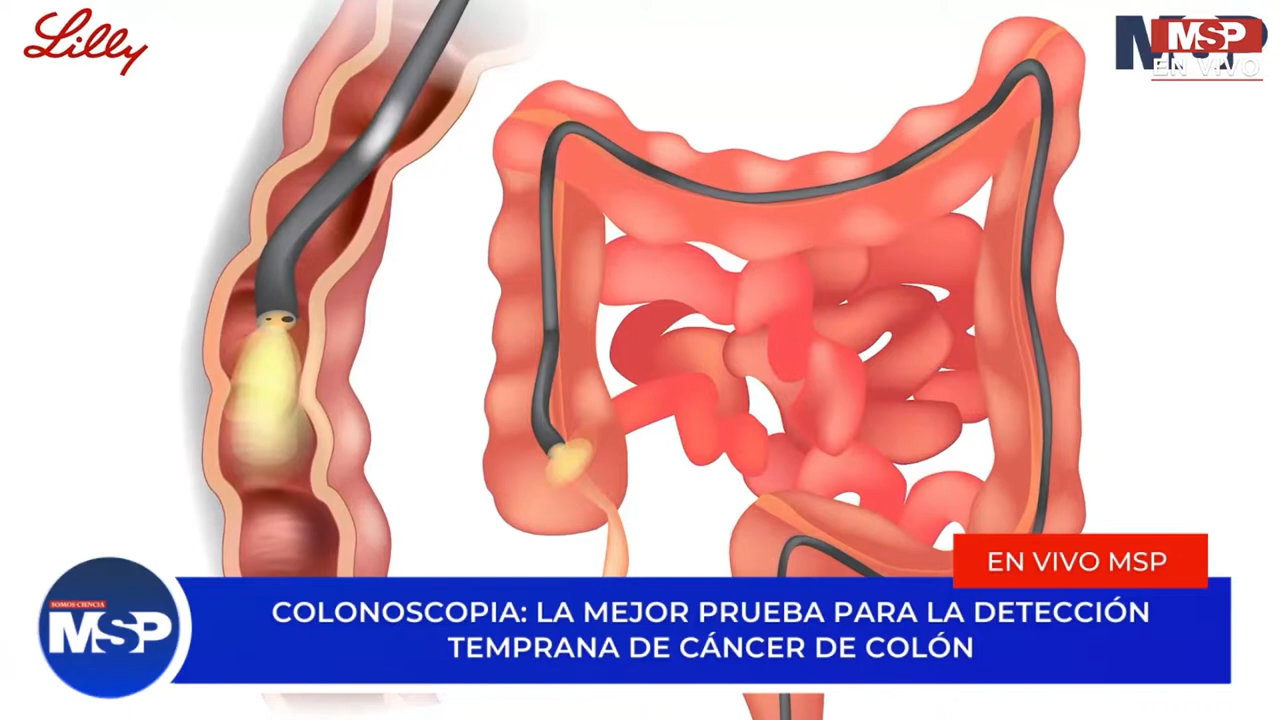 Lilly
MSP
EN VIVO
EN VIVO MSP
SOMOS CIENCIA
MSP
COLONOSCOPIA: LA MEJOR PRUEBA PARA LA DETECCIÓN
TEMPRANA DE CÁNCER DE COLÓN